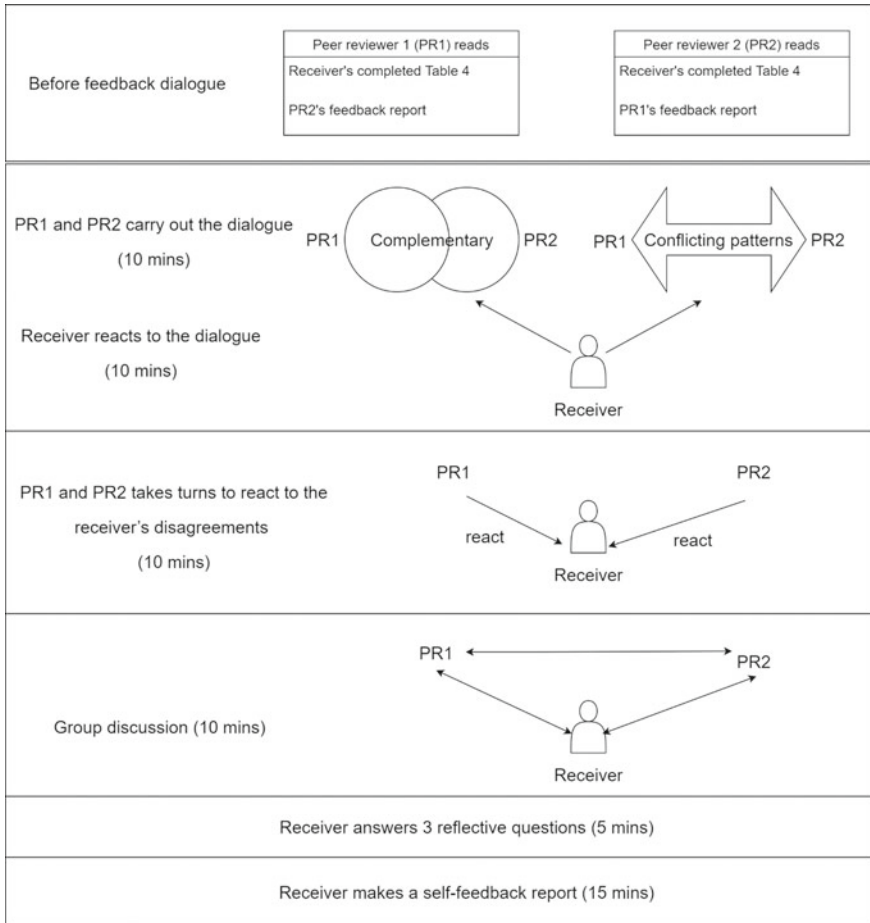 Before feedback dialogue
Peer reviewer 1 (PR1) reads
Receiver's completed Table 4
PR2's feedback report
Peer reviewer 2 (PR2) reads
Receiver's completed Table 4
PR1's feedback report
PR1 and PR2 carry out the dialogue
(10 mins)
Receiver reacts to the dialogue
(10 mins)
PR1
Complementary
PR2
PR1
Conflicting patterns
PR2
Receiver
PR1 and PR2 takes turns to react to the
receiver's disagreements
(10 mins)
PR1
PR2
react
react
Receiver
Group discussion (10 mins)
PR1
PR2
Receiver
Receiver answers 3 reflective questions (5 mins)
Receiver makes a self-feedback report (15 mins)